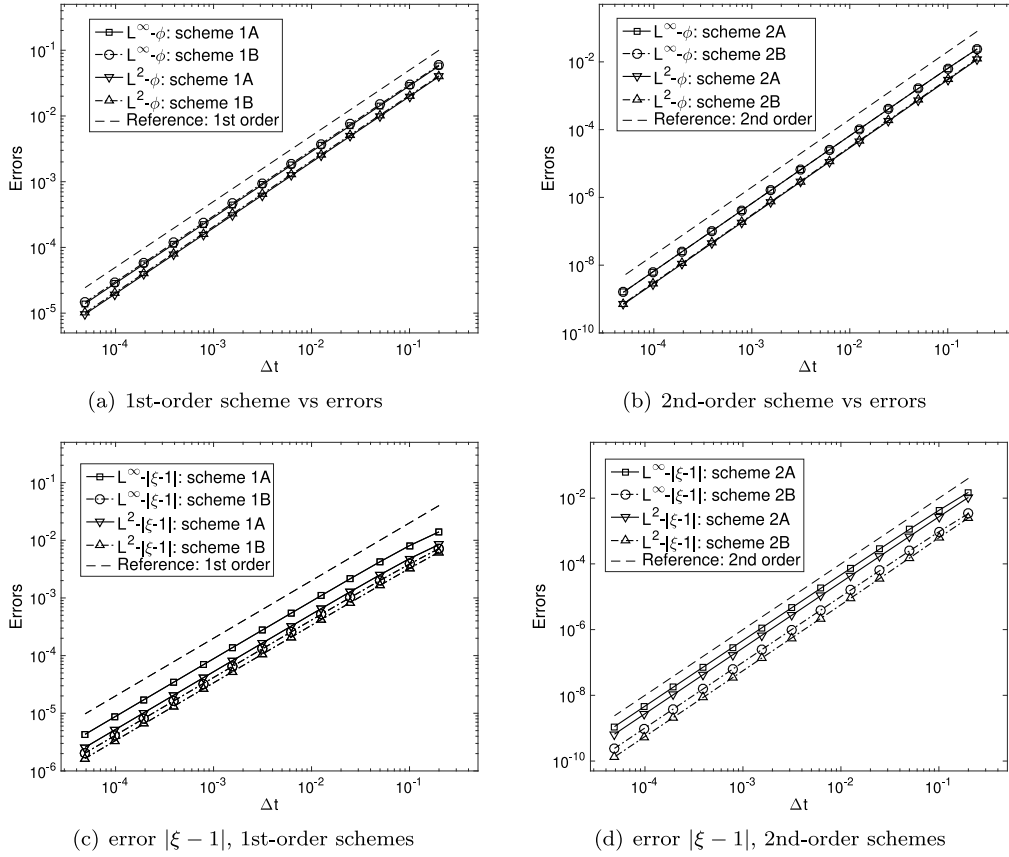 L^∞-ϕ: scheme 1A
L^∞-ϕ: scheme 1B
L^2-ϕ: scheme 1A
L^2-ϕ: scheme 1B
Reference: 1st order
10^-1
10^-2
10^-3
10^-4
10^-5
Errors
10^-4
10^-3
10^-2
10^-1
Δt
(a) 1st-order scheme vs errors
L^∞-ϕ: scheme 2A
L^∞-ϕ: scheme 2B
L^2-ϕ: scheme 2A
L^2-ϕ: scheme 2B
Reference: 2nd order
10^-2
10^-4
10^-6
10^-8
10^-10
Errors
10^-4
10^-3
10^-2
10^-1
Δt
(b) 2nd-order scheme vs errors
L^∞-|ξ-1|: scheme 1A
L^∞-|ξ-1|: scheme 1B
L^2-|ξ-1|: scheme 1A
L^2-|ξ-1|: scheme 1B
Reference: 1st order
10^-1
10^-2
10^-3
10^-4
10^-5
10^-6
Errors
10^-4
10^-3
10^-2
10^-1
Δt
(c) error |ξ − 1|, 1st-order schemes
L^∞-|ξ-1|: scheme 2A
L^∞-|ξ-1|: scheme 2B
L^2-|ξ-1|: scheme 2A
L^2-|ξ-1|: scheme 2B
Reference: 2nd order
10^-2
10^-4
10^-6
10^-8
10^-10
Errors
10^-4
10^-3
10^-2
10^-1
Δt
(d) error |ξ − 1|, 2nd-order schemes